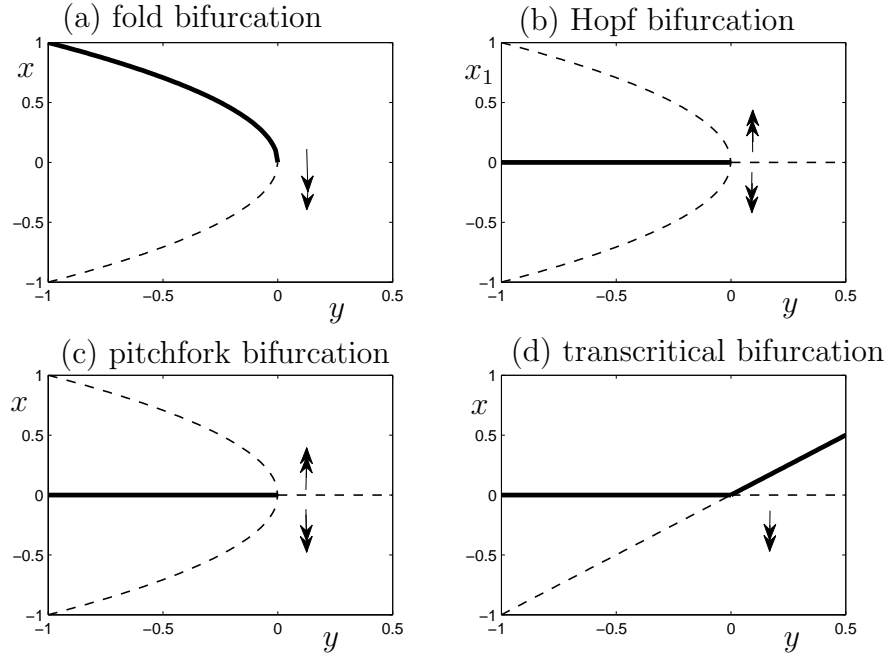 (a) fold bifurcation
1
x
0.5
0
−0.5
−1
−1 −0.5 0 0.5
y
(b) Hopf bifurcation
1
x₁
0.5
0
−0.5
−1
−1 −0.5 0 0.5
y
(c) pitchfork bifurcation
1
x
0.5
0
−0.5
−1
−1 −0.5 0 0.5
y
(d) transcritical bifurcation
1
x
0.5
0
−0.5
−1
−1 −0.5 0 0.5
y